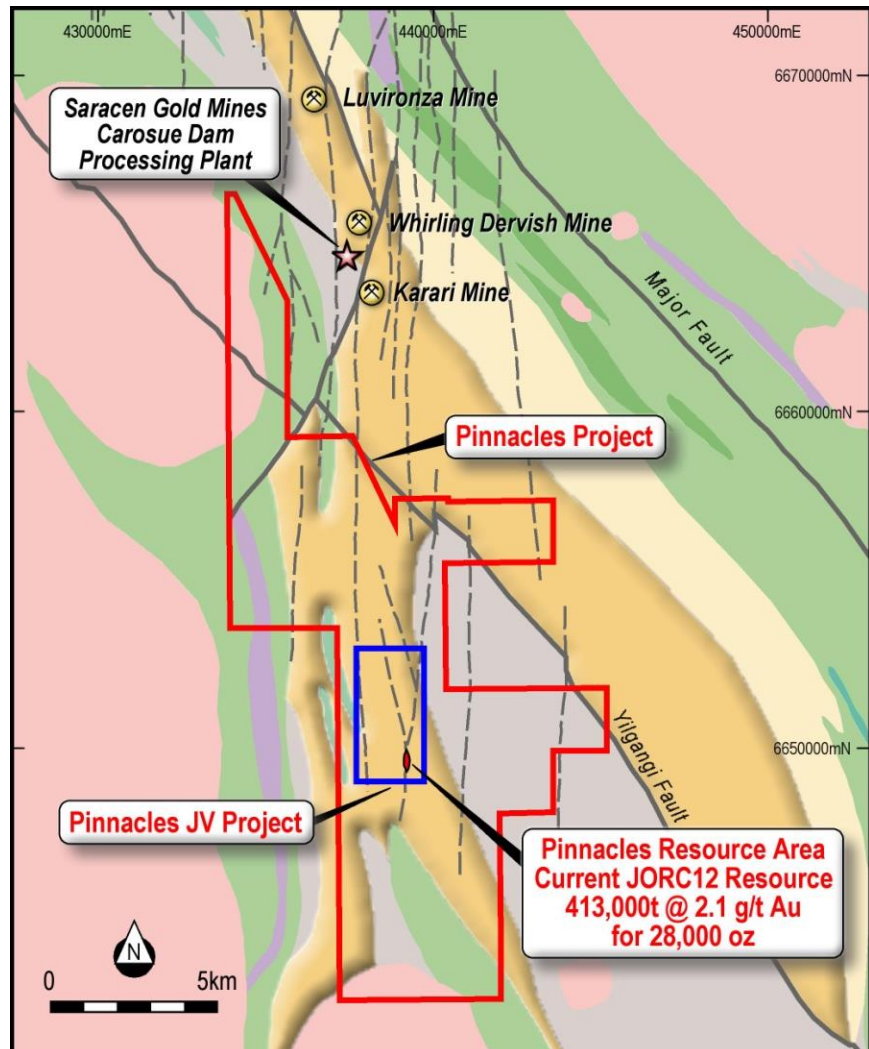 430000mE
440000mE
450000mE
6670000mN
Saracen Gold Mines
Carosue Dam
Processing Plant
Luvironza Mine
Whirling Dervish Mine
Karari Mine
Major Fault
6660000mN
Pinnacles Project
Yilgangi Fault
6650000mN
Pinnacles JV Project
Pinnacles Resource Area
Current JORC12 Resource
413,000t @ 2.1 g/t Au
for 28,000 oz
N
0
5km